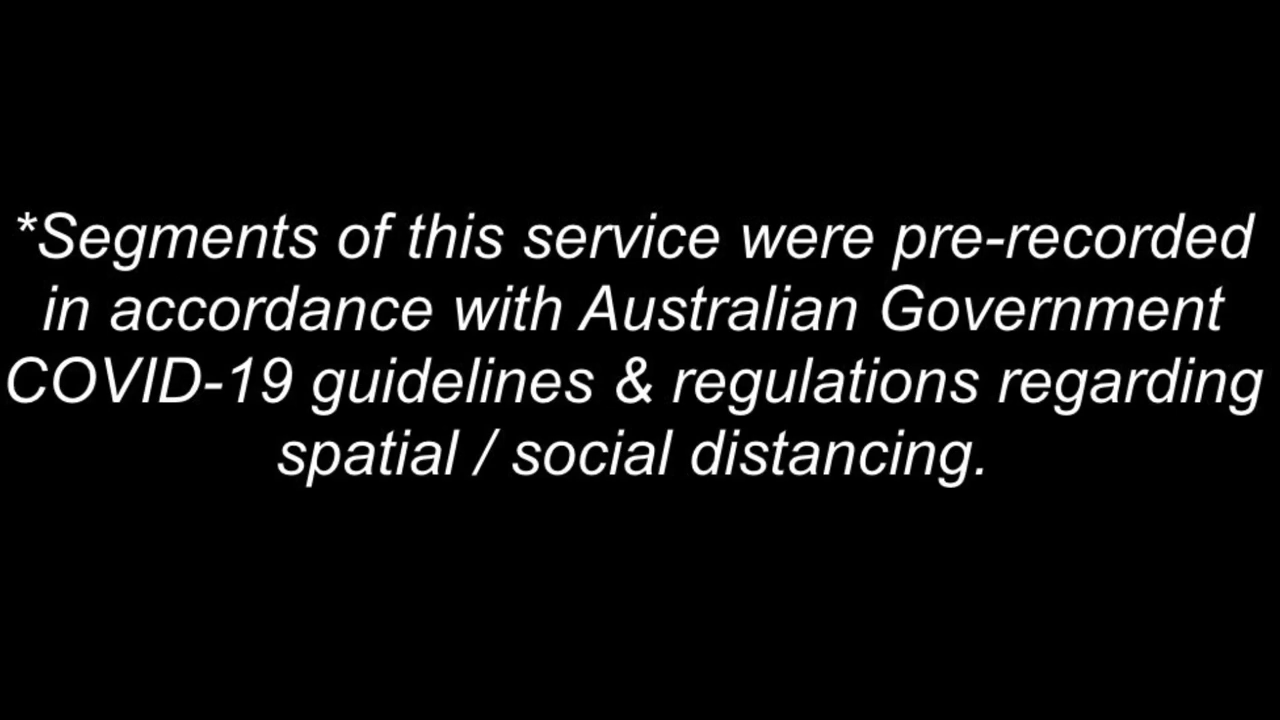 *Segments of this service were pre-recorded
in accordance with Australian Government
COVID-19 guidelines & regulations regarding
spatial / social distancing.